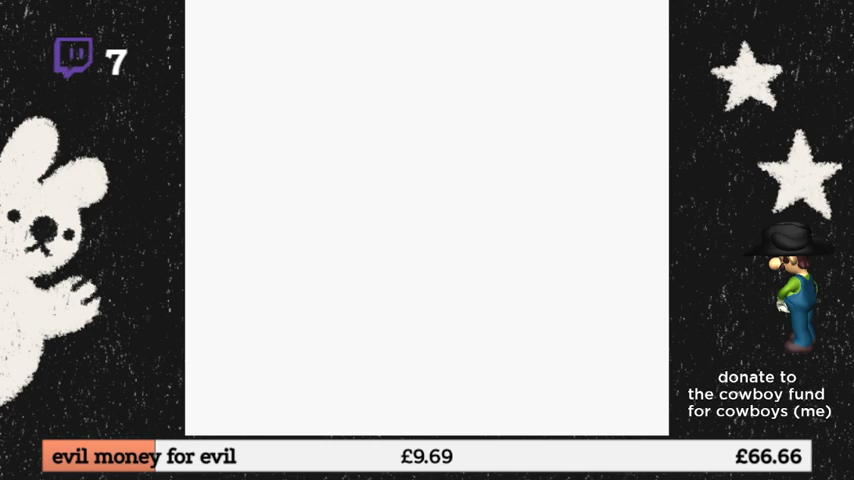 7
donate to
the cowboy fund
for cowboys (me)
evil money for evil £9.69 £66.66